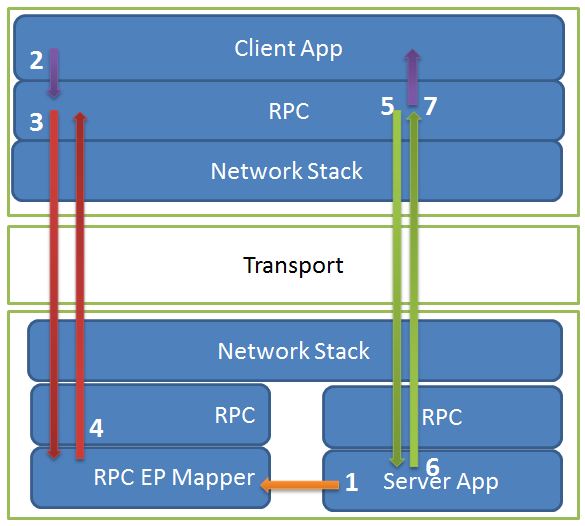 2
Client App
3
RPC
5
7
Network Stack
Transport
Network Stack
4
RPC
RPC
RPC EP Mapper
1
6
Server App